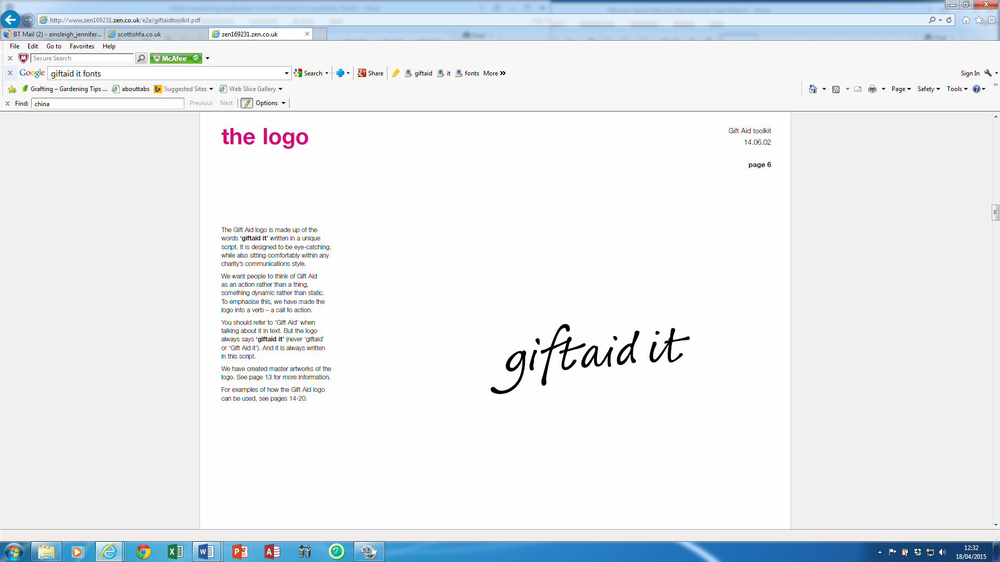 http://www.zen169231.zen.co.uk/e2e/giftaidtoolkit.pdf
BT Mail (2) - ainsleigh_jennifer...
scottishfa.co.uk
zen169231.zen.co.uk
File Edit Go to Favorites Help
Secure Search
McAfee
Google
giftaid it fonts
Search
Share
giftaid
it
fonts
More »
Sign In
Grafting – Gardening Tips ...
abouttabs
Suggested Sites
Web Slice Gallery
Page
Safety
Tools
Find: china
Previous Next
Options
the logo
Gift Aid toolkit
14.06.02
page 6
The Gift Aid logo is made up of the
words ‘giftaid it’ written in a unique
script. It is designed to be eye-catching,
while also sitting comfortably within any
charity’s communications style.
We want people to think of Gift Aid
as an action rather than a thing,
something dynamic rather than static.
To emphasise this, we have made the
logo into a verb – a call to action.
You should refer to ‘Gift Aid’ when
talking about it in text. But the logo
always says ‘giftaid it’ (never ‘giftaid’
or ‘Gift Aid it’). And it is always written
in this script.
We have created master artworks of the
logo. See page 13 for more information.
For examples of how the Gift Aid logo
can be used, see pages 14-20.
giftaid it
12:32
18/04/2015